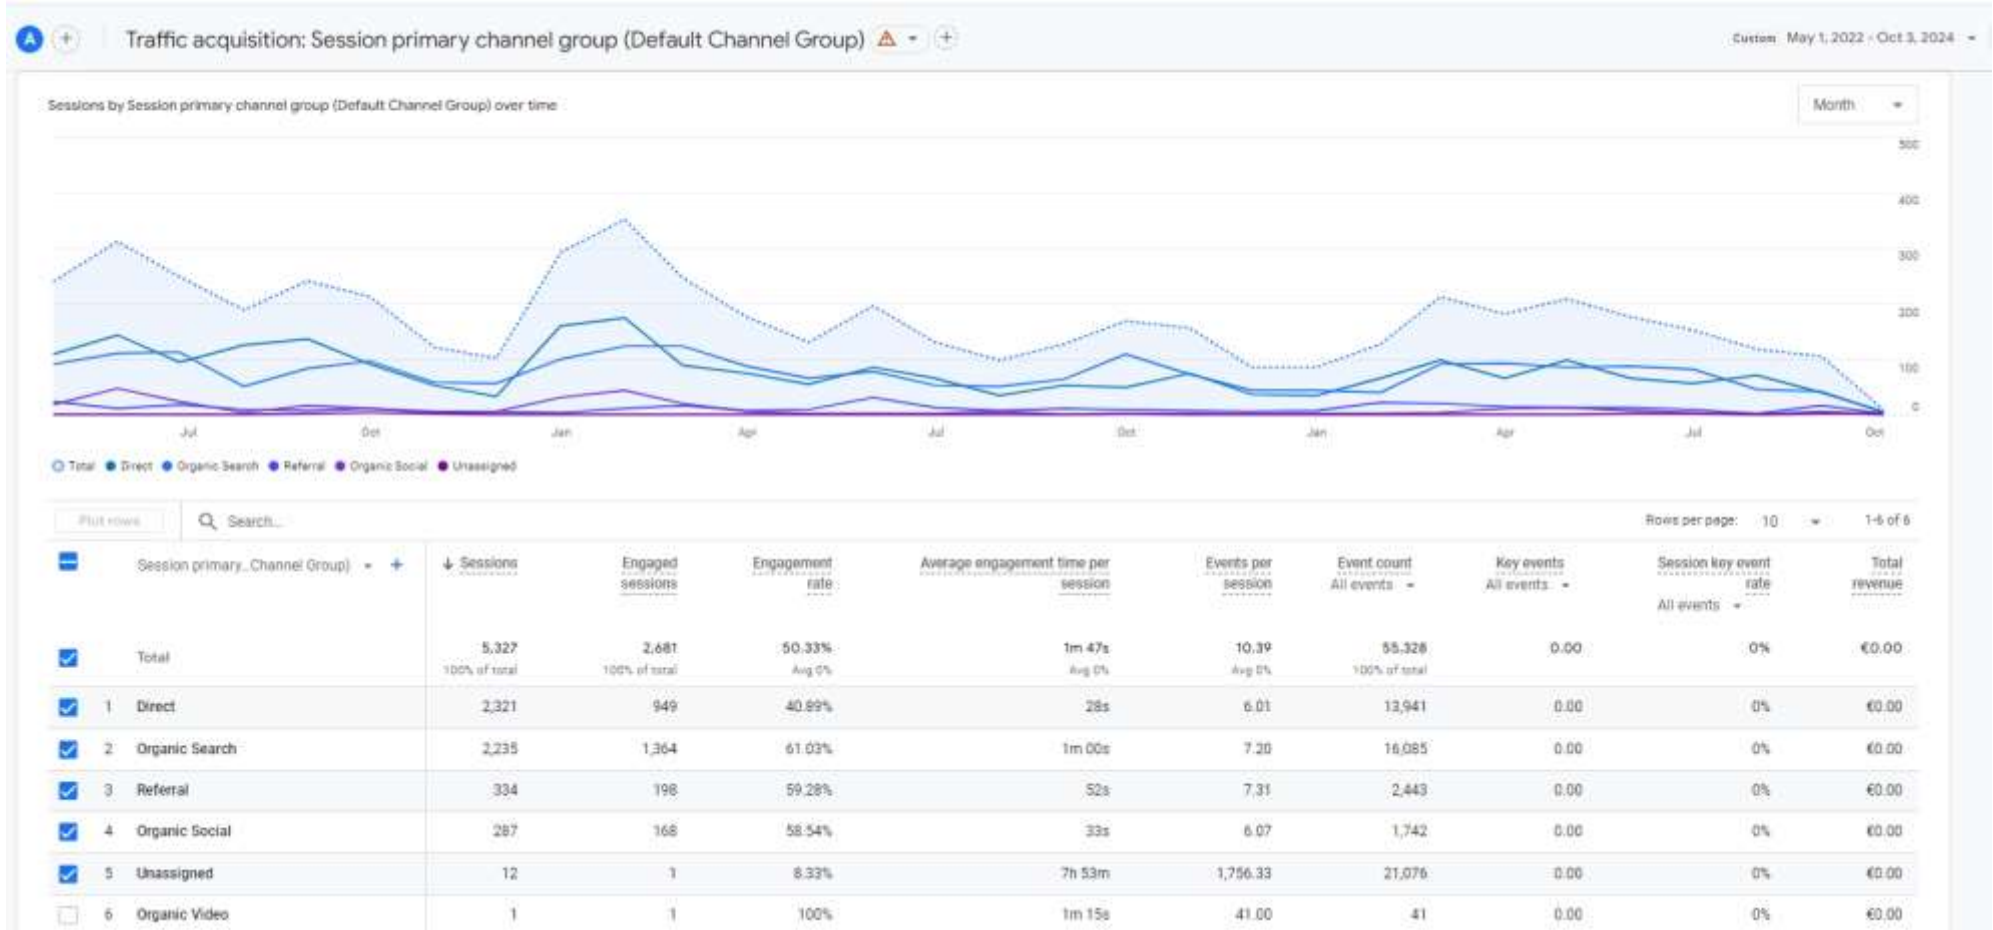 A
Traffic acquisition: Session primary channel group (Default Channel Group)
Custom May 1, 2022 - Oct 3, 2024
Sessions by Session primary channel group (Default Channel Group) over time
Month
500
400
300
200
100
0
Jul Oct Jan Apr Jul Oct Jan Apr Jul Oct
Total Direct Organic Search Referral Organic Social Unassigned
Plot rows Search... Rows per page: 10 1-6 of 6
Session primary...Channel Group) + ↓ Sessions Engaged sessions Engagement rate Average engagement time per session Events per session Event count All events Key events All events Session key event rate All events Total revenue
Total 5,327 2,681 50.33% 1m 47s 10.39 55,328 0.00 0% €0.00
100% of total 100% of total Avg 0% Avg 0% Avg 0% 100% of total
1 Direct 2,321 949 40.89% 28s 6.01 13,941 0.00 0% €0.00
2 Organic Search 2,235 1,364 61.03% 1m 00s 7.20 16,085 0.00 0% €0.00
3 Referral 334 198 59.28% 52s 7.31 2,443 0.00 0% €0.00
4 Organic Social 287 168 58.54% 33s 6.07 1,742 0.00 0% €0.00
5 Unassigned 12 1 8.33% 7h 53m 1,756.33 21,076 0.00 0% €0.00
6 Organic Video 1 1 100% 1m 15s 41.00 41 0.00 0% €0.00